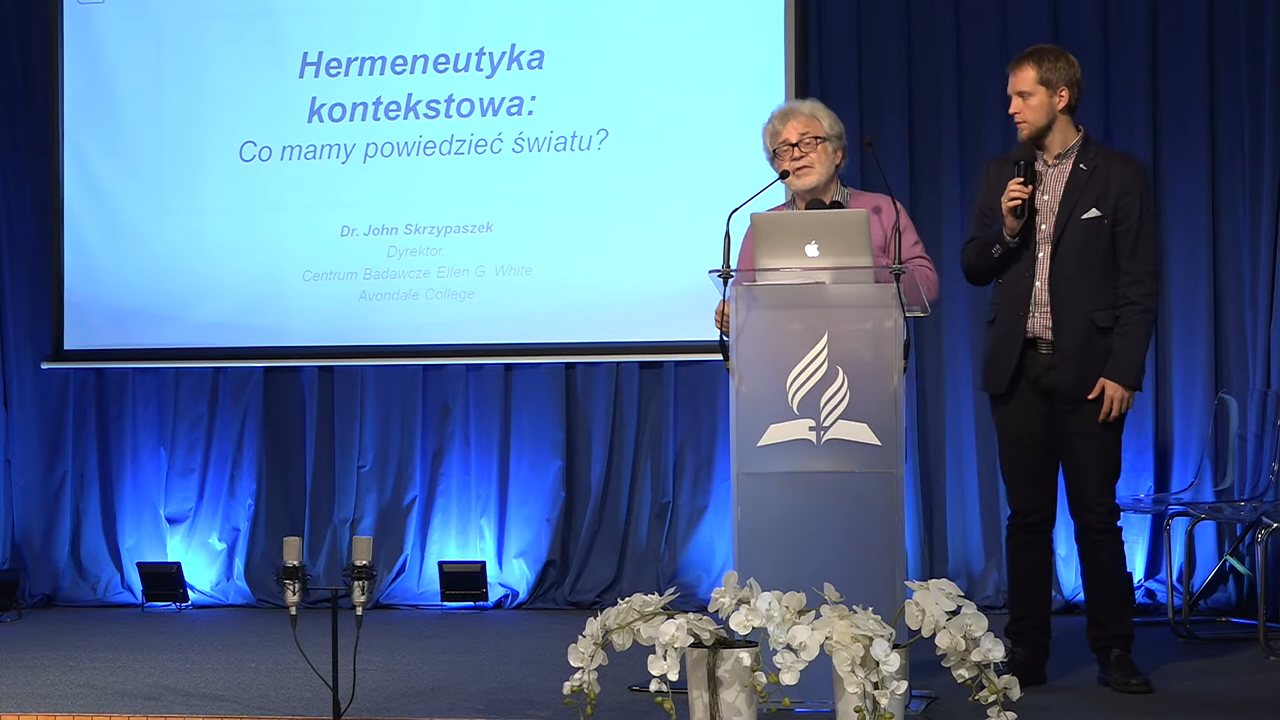 Hermeneutyka
kontekstowa:
Co mamy powiedzieć światu?
Dr. John Skrzypaszek
Dyrektor,
Centrum Badawcze Ellen G. White
Avondale College